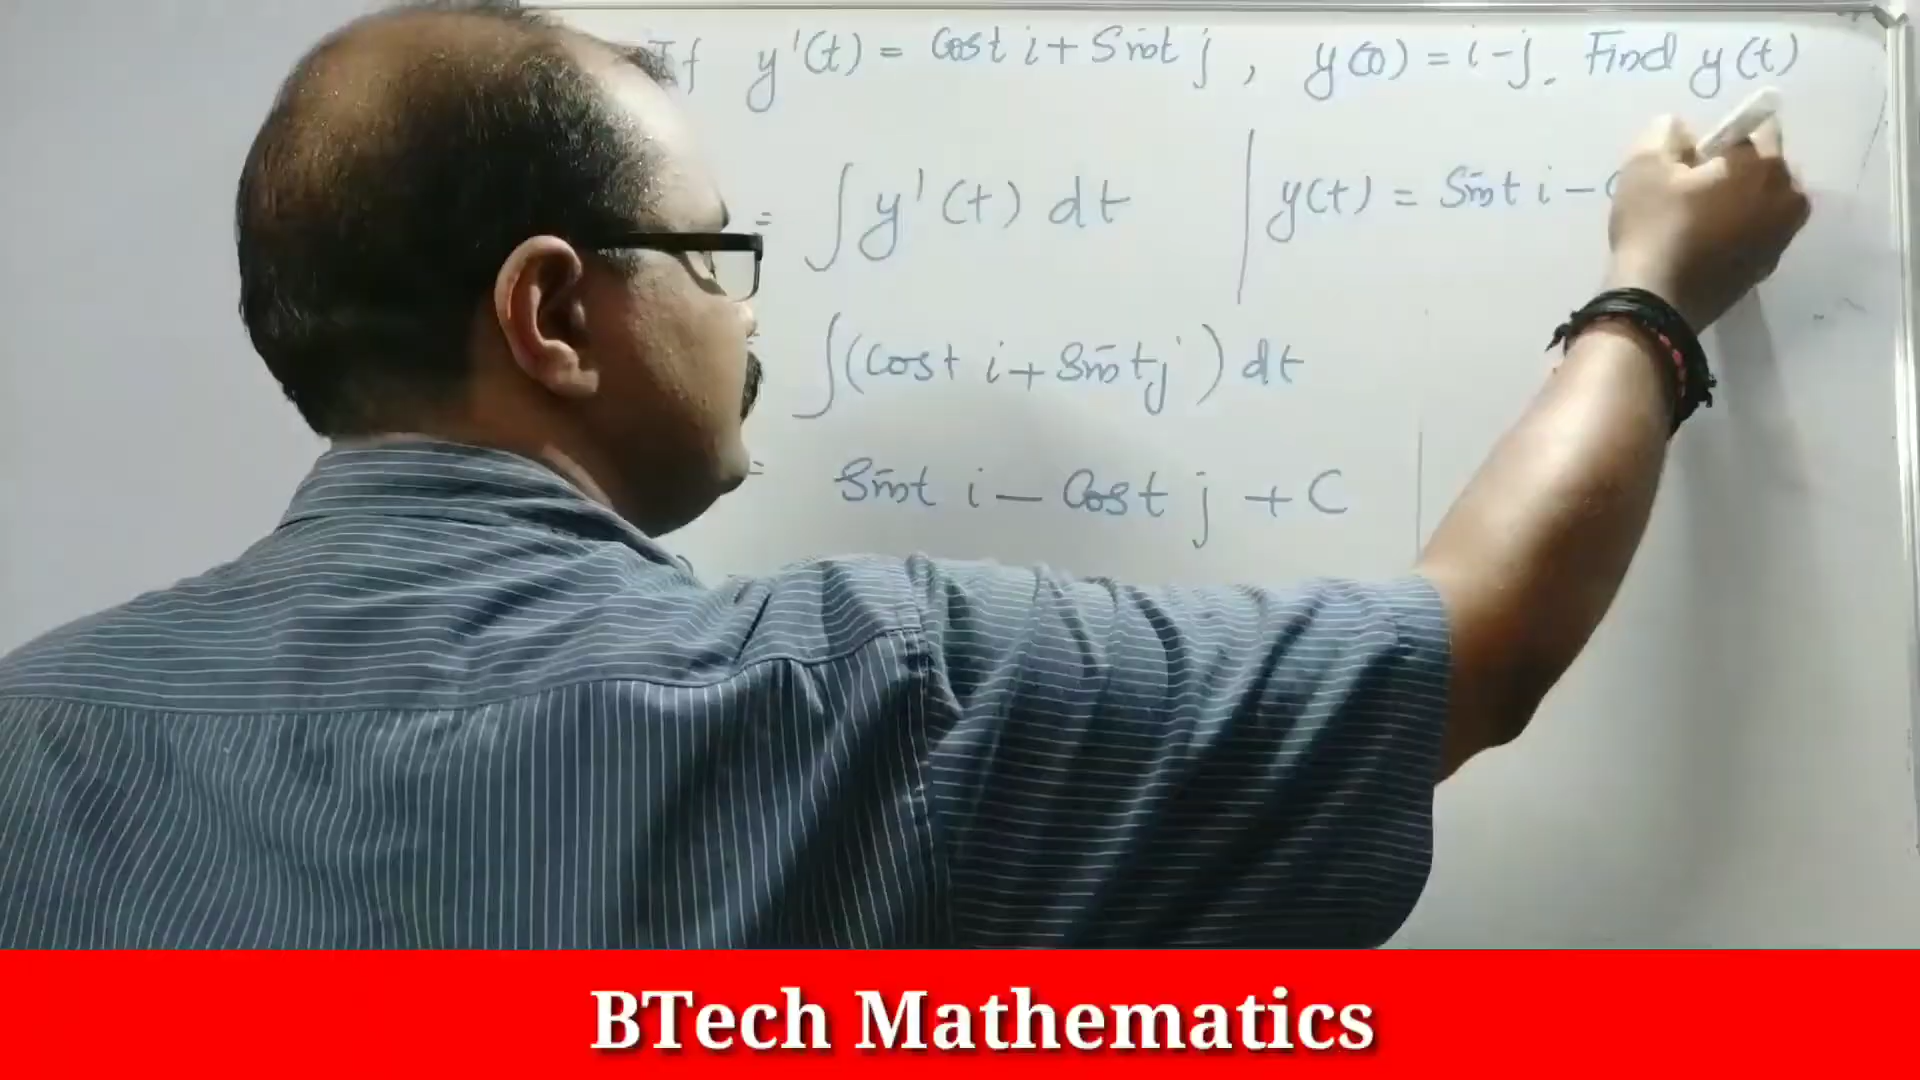 If y'(t) = Cost i + Sint j , y(0) = i - j . Find y(t)
= ∫ y'(t) dt
y(t) = Sint i -
∫ (Cost i + Sint j) dt
= Sint i - Cost j + C
BTech Mathematics